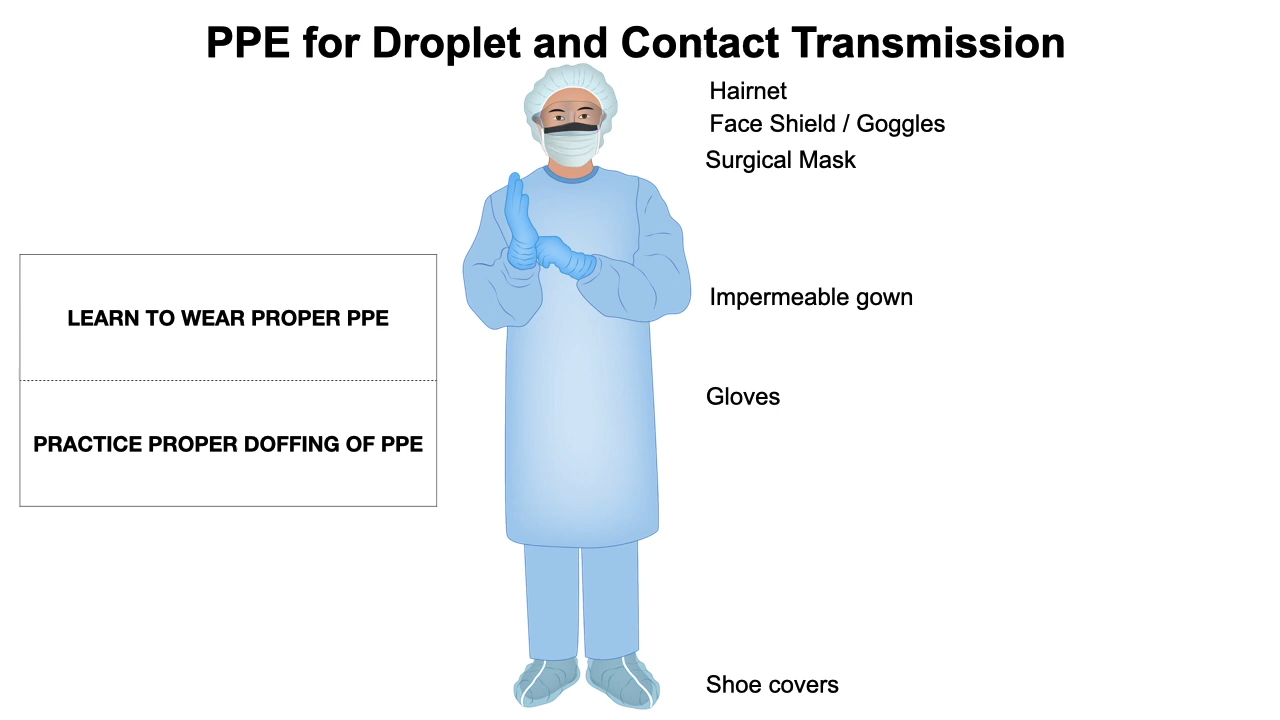 PPE for Droplet and Contact Transmission
Hairnet
Face Shield / Goggles
Surgical Mask
Impermeable gown
Gloves
Shoe covers
LEARN TO WEAR PROPER PPE
PRACTICE PROPER DOFFING OF PPE